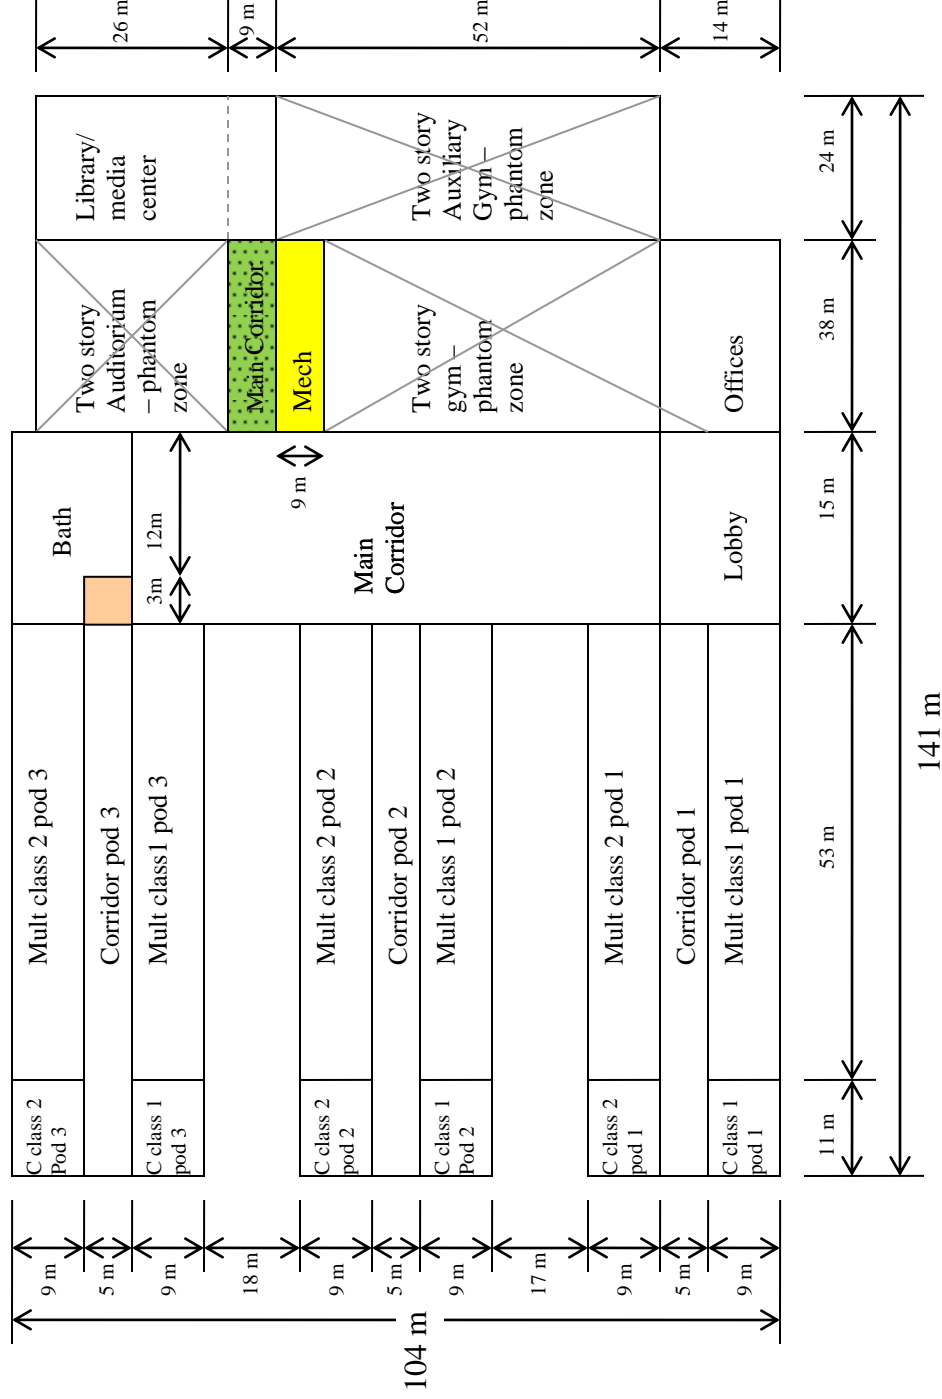 26 m
9 m
52 m
14 m
Library/
media
center
Two story
Auxiliary
Gym –
phantom
zone
24 m
Two story
Auditorium
– phantom
zone
Main Corridor
Mech
Two story
gym –
phantom
zone
Offices
38 m
Bath
12m
3m
9 m
Main
Corridor
Lobby
15 m
Mult class 2 pod 3
Corridor pod 3
Mult class1 pod 3
Mult class 2 pod 2
Corridor pod 2
Mult class 1 pod 2
Mult class 2 pod 1
Corridor pod 1
Mult class1 pod 1
53 m
141 m
C class 2
Pod 3
C class 1
pod 3
C class 2
pod 2
C class 1
Pod 2
C class 2
pod 1
C class 1
pod 1
11 m
9 m
5 m
9 m
18 m
9 m
5 m
9 m
17 m
9 m
5 m
9 m
104 m